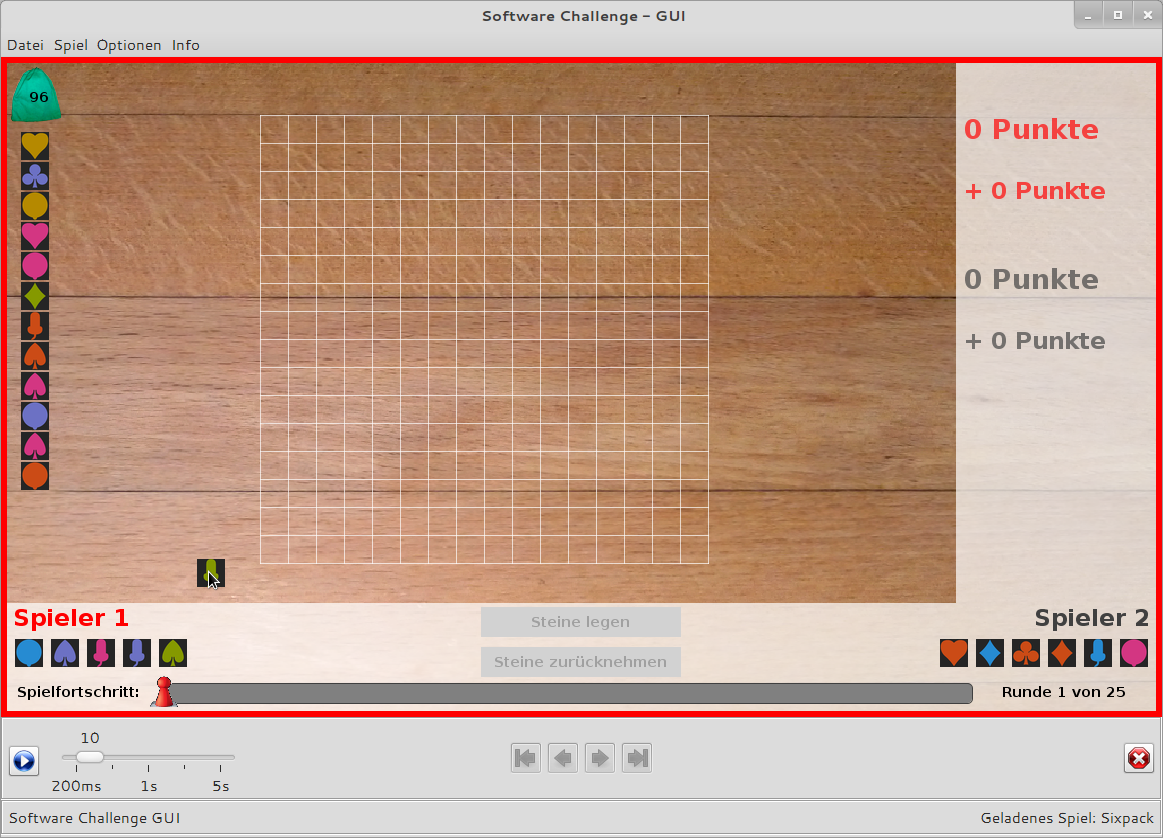 Software Challenge - GUI
Datei Spiel Optionen Info
96
0 Punkte
+ 0 Punkte
0 Punkte
+ 0 Punkte
Spieler 1
Steine legen
Spieler 2
Steine zurücknehmen
Spielfortschritt:
Runde 1 von 25
10
200ms 1s 5s
Software Challenge GUI
Geladenes Spiel: Sixpack